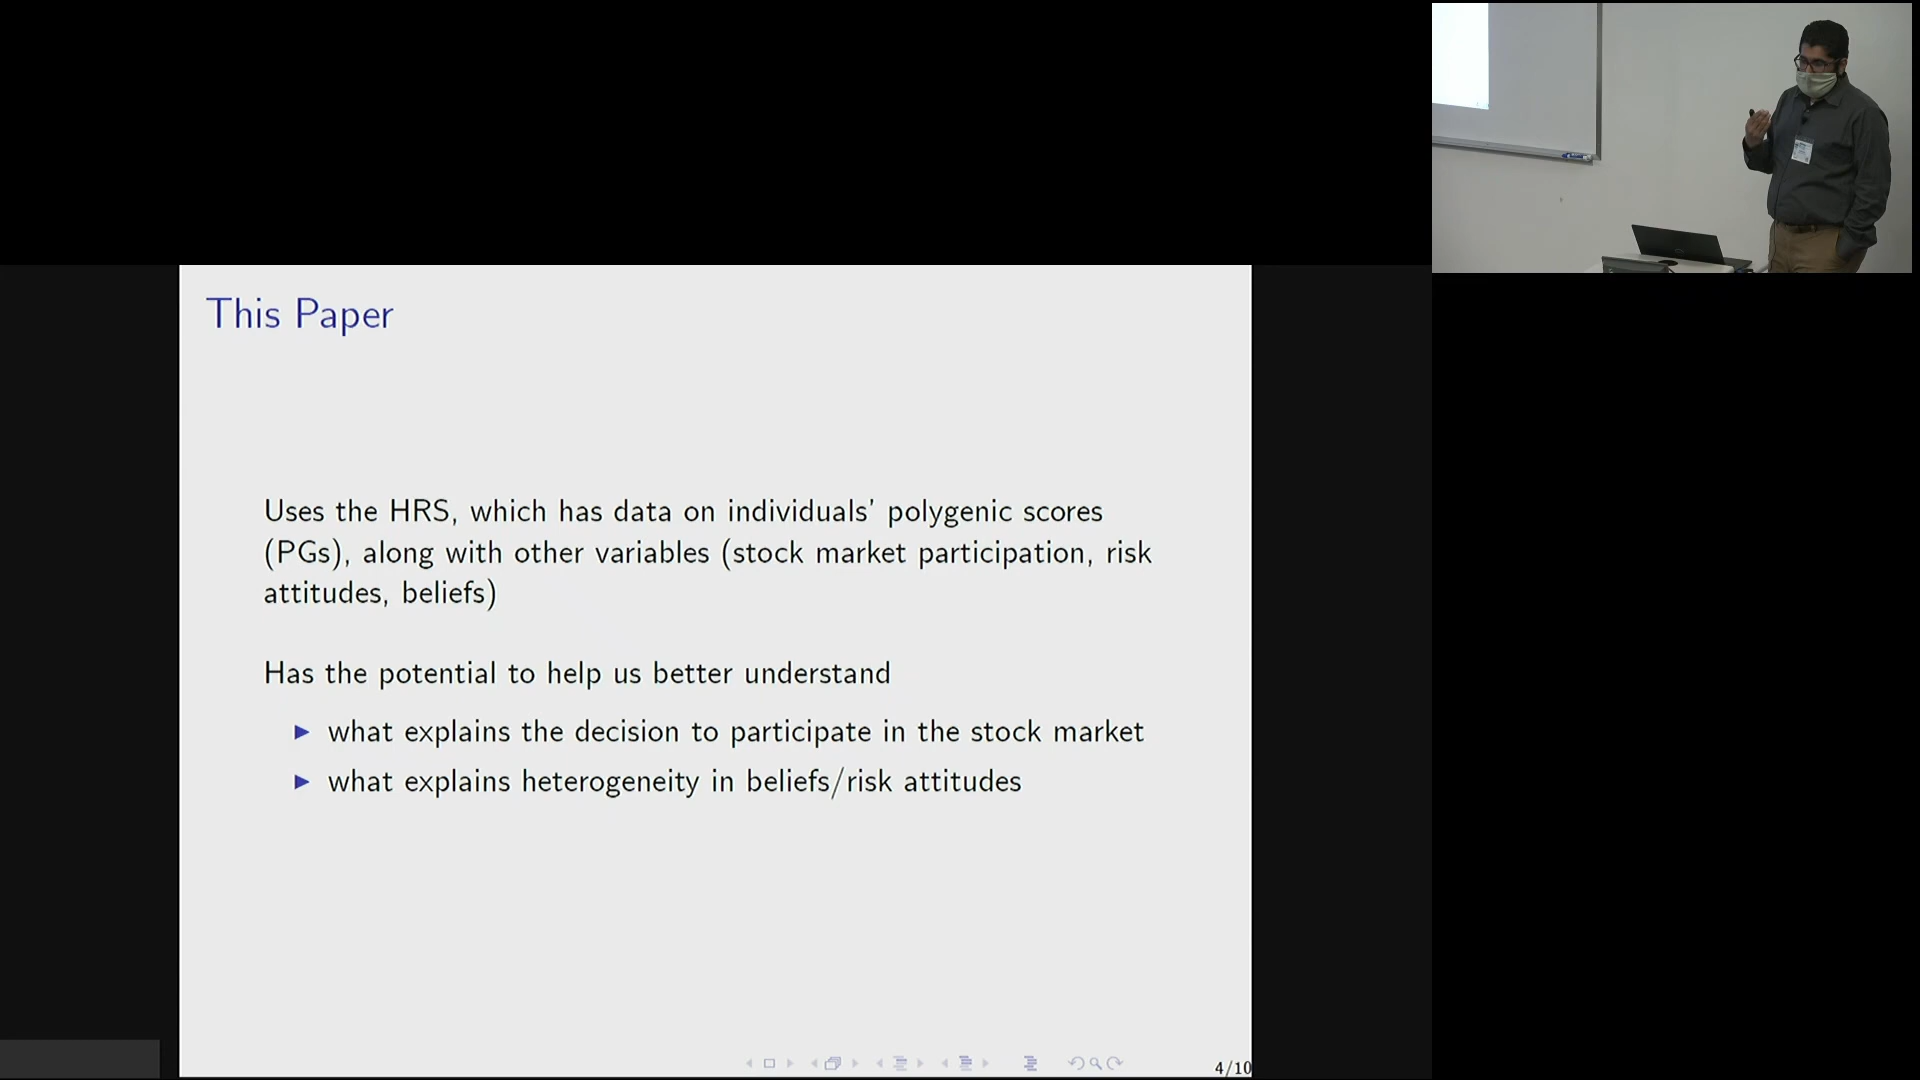 This Paper
Uses the HRS, which has data on individuals' polygenic scores
(PGs), along with other variables (stock market participation, risk
attitudes, beliefs)
Has the potential to help us better understand
what explains the decision to participate in the stock market
what explains heterogeneity in beliefs/risk attitudes
4/10